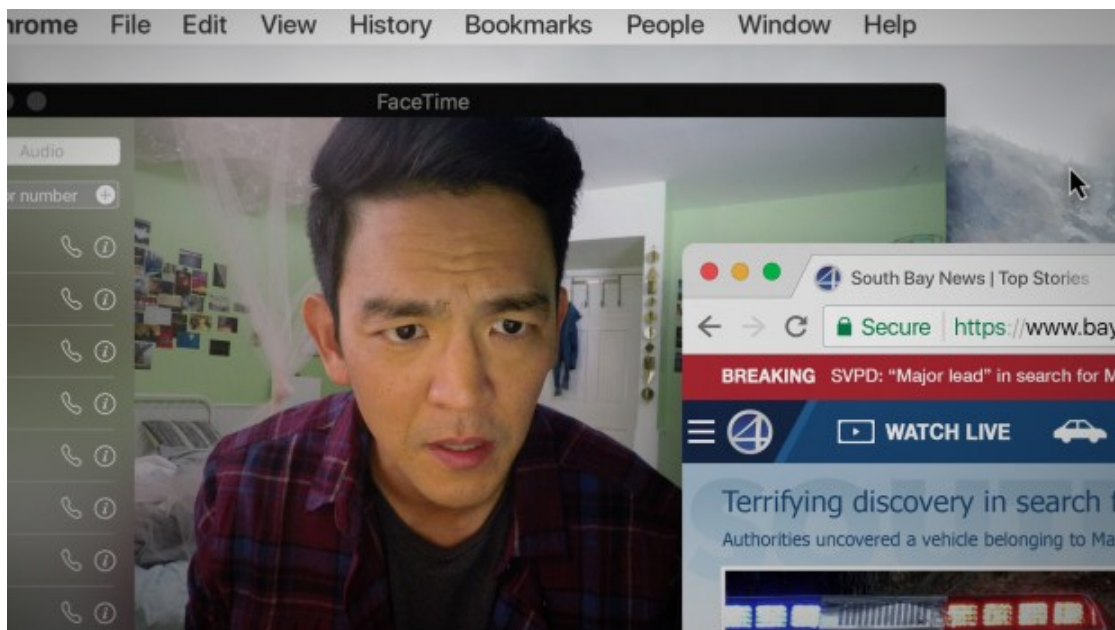 hrome File Edit View History Bookmarks People Window Help
FaceTime
Audio
or number
South Bay News | Top Stories
Secure https://www.bay
BREAKING SVPD: “Major lead” in search for M
4
WATCH LIVE
Terrifying discovery in search
Authorities uncovered a vehicle belonging to Ma